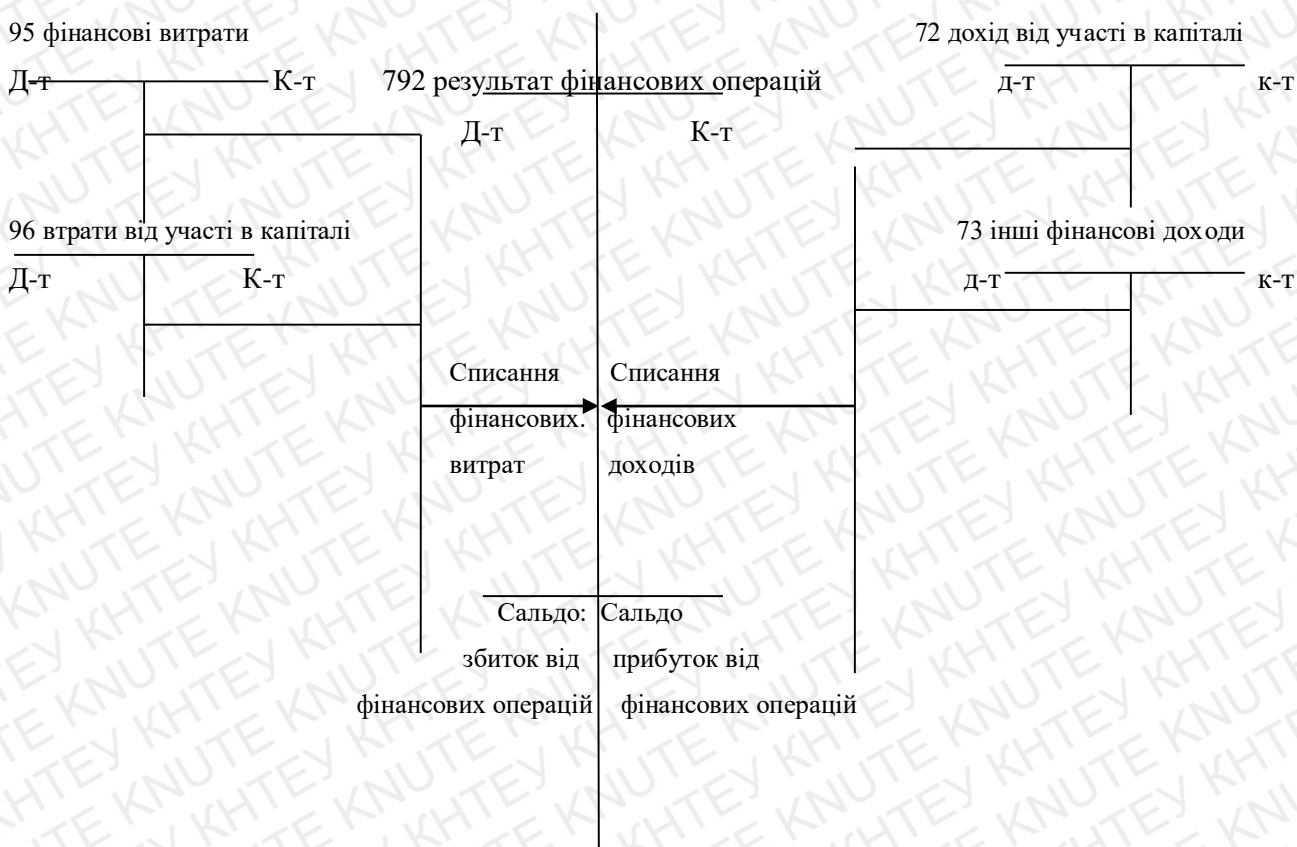 95 фінансові витрати
72 дохід від участі в капіталі
Д-т К-т
792 результат фінансових операцій
д-т к-т
Д-т К-т
96 втрати від участі в капіталі
73 інші фінансові доходи
Д-т К-т
д-т к-т
Списання Списання
фінансових. фінансових
витрат доходів
Сальдо: Сальдо
збиток від прибуток від
фінансових операцій фінансових операцій